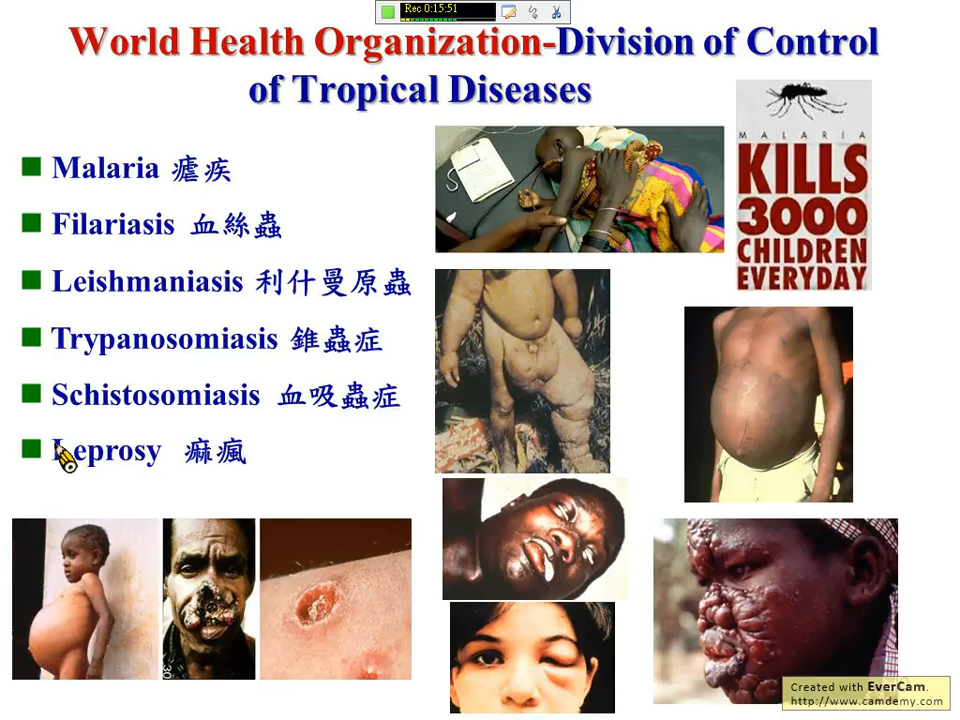 Rec 0:15:51
World Health Organization-Division of Control
of Tropical Diseases
Malaria 瘧疾
Filariasis 血絲蟲
Leishmaniasis 利什曼原蟲
Trypanosomiasis 錐蟲症
Schistosomiasis 血吸蟲症
Leprosy 痲瘋
MALARIA
KILLS
3000
CHILDREN
EVERYDAY
30
Created with EverCam.
http://www.camdemy.com